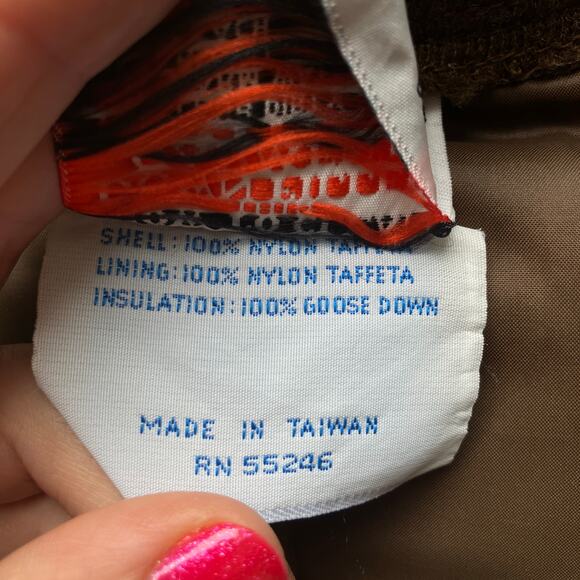 SHELL: 100% NYLON TAFFETA
LINING: 100% NYLON TAFFETA
INSULATION: 100% GOOSE DOWN
MADE IN TAIWAN
RN 55246